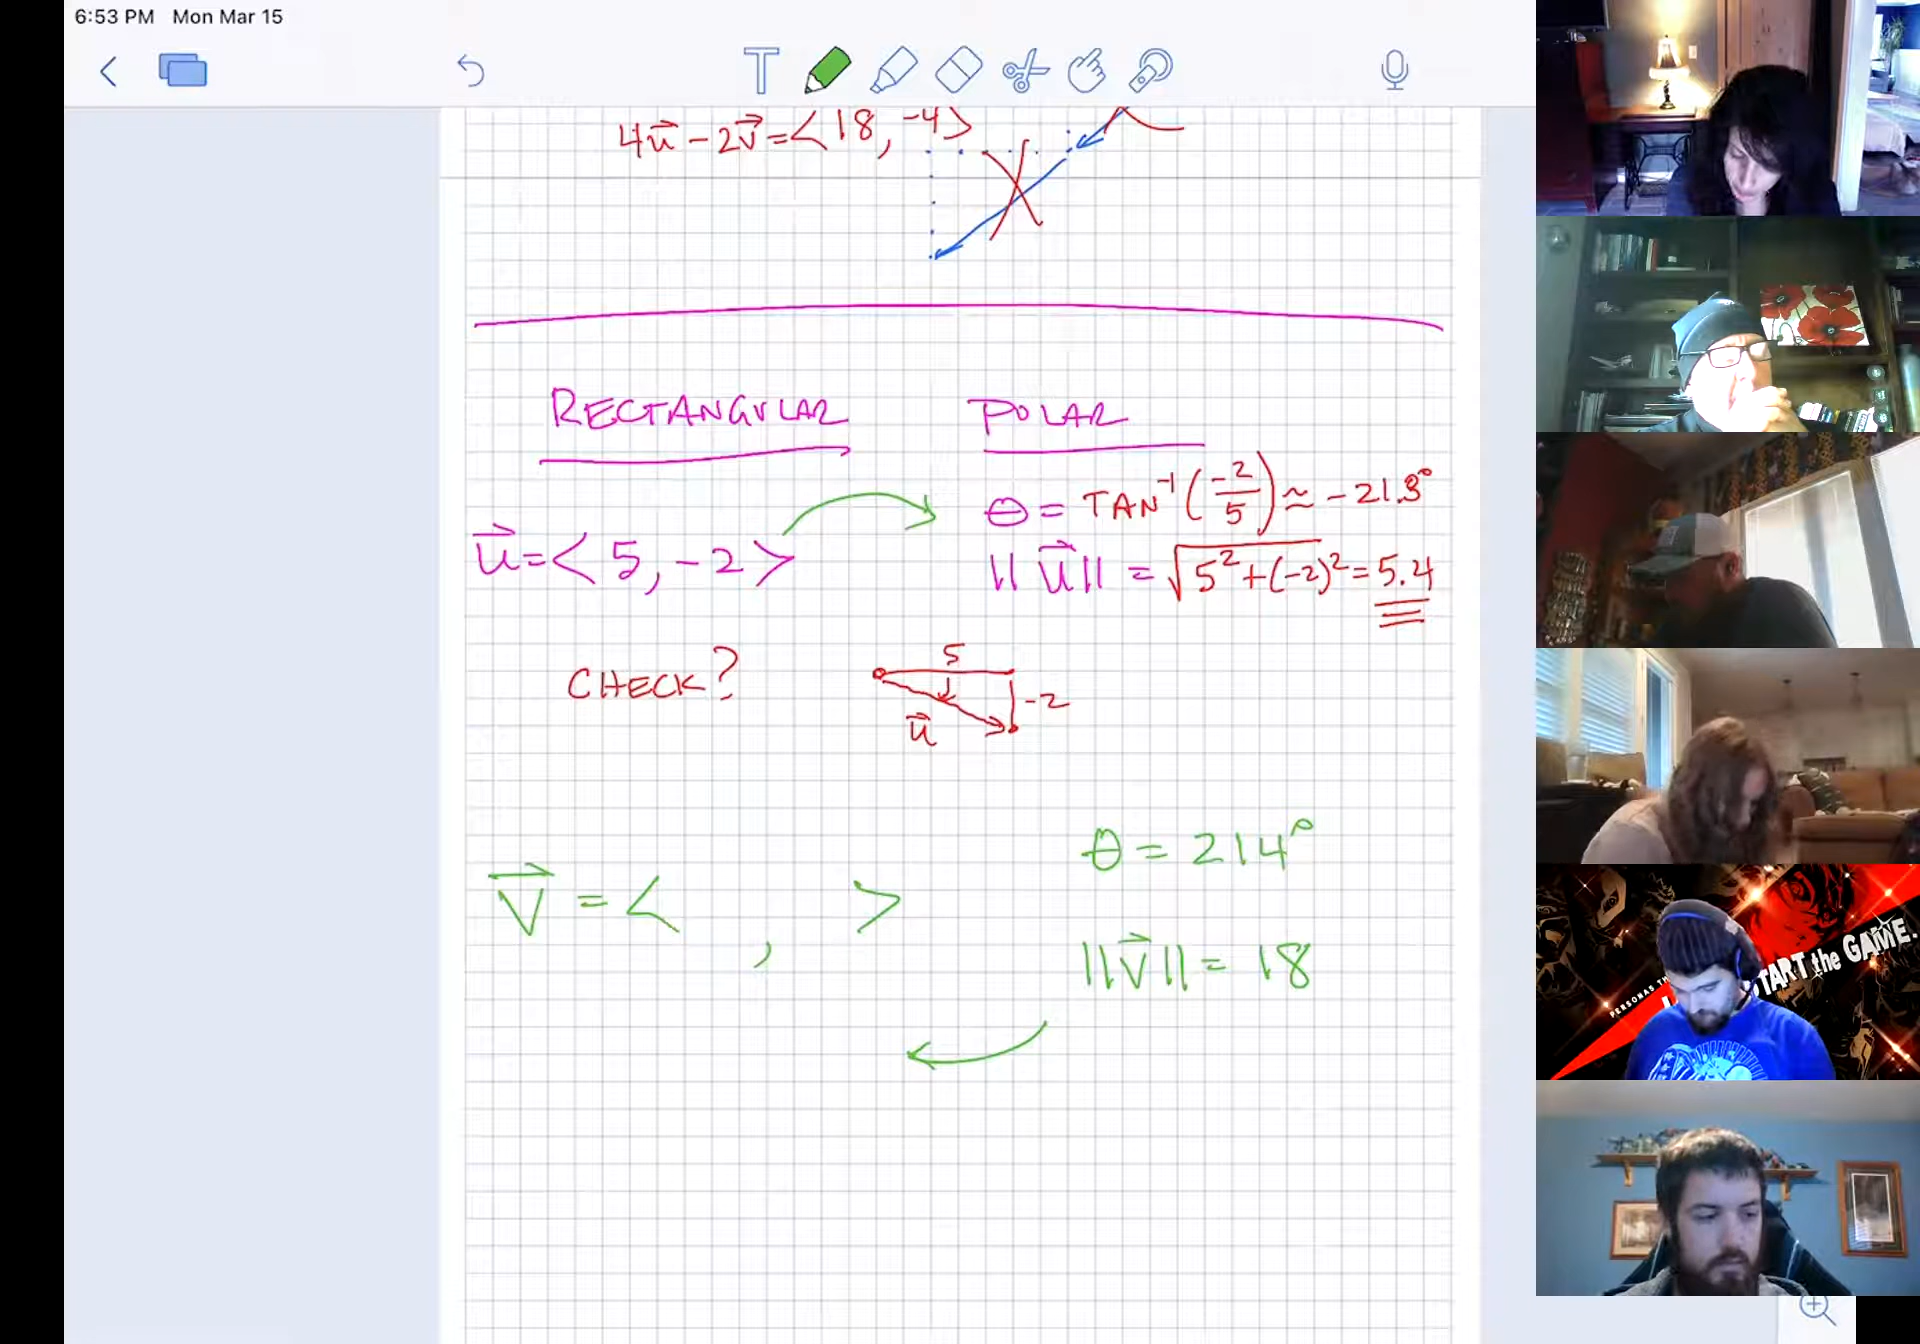 6:53 PM Mon Mar 15
T
4u⃗ - 2v⃗ = <18, -4>
RECTANGULAR POLAR
θ = TAN⁻¹(-2/5) ≈ -21.8°
u⃗ = <5, -2>
||u⃗|| = √5² + (-2)² = 5.4
CHECK?
5
-2
u⃗
θ = 214°
v⃗ = < , >
||v⃗|| = 18
START the GAME.